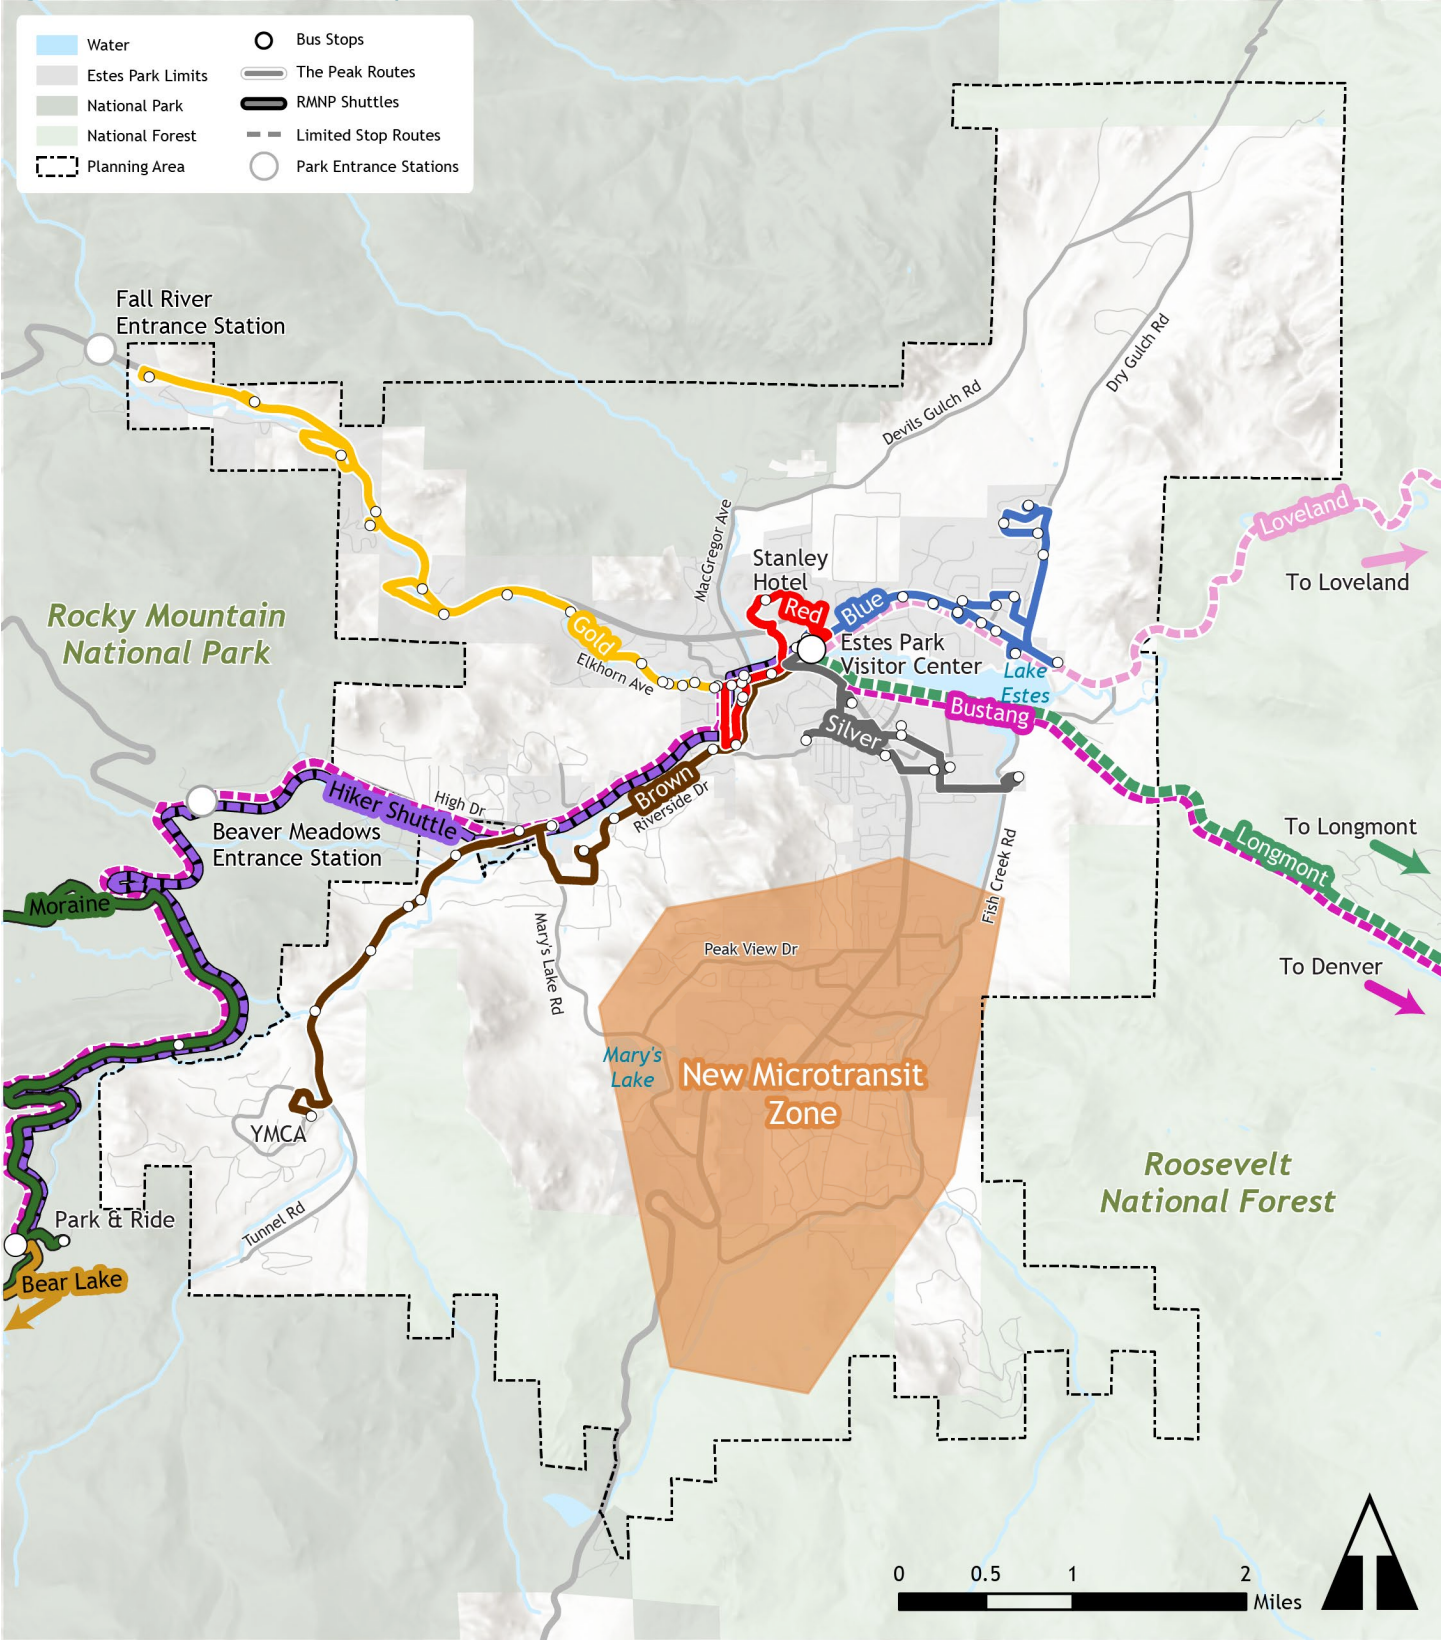 Water
Estes Park Limits
National Park
National Forest
Planning Area
Bus Stops
The Peak Routes
RMNP Shuttles
Limited Stop Routes
Park Entrance Stations
Fall River
Entrance Station
Devils Gulch Rd
Dry Gulch Rd
MacGregor Ave
Loveland
To Loveland
Stanley
Hotel
Red
Blue
Rocky Mountain
National Park
Gold
Elkhorn Ave
Estes Park
Visitor Center
Lake
Estes
Bustang
Silver
Brown
Riverside Dr
High Dr
Hiker Shuttle
Beaver Meadows
Entrance Station
To Longmont
Longmont
Moraine
Fish Creek Rd
Mary's Lake Rd
Peak View Dr
To Denver
Mary's
Lake
New Microtransit
Zone
YMCA
Roosevelt
National Forest
Park & Ride
Tunnel Rd
Bear Lake
0 0.5 1 2
Miles